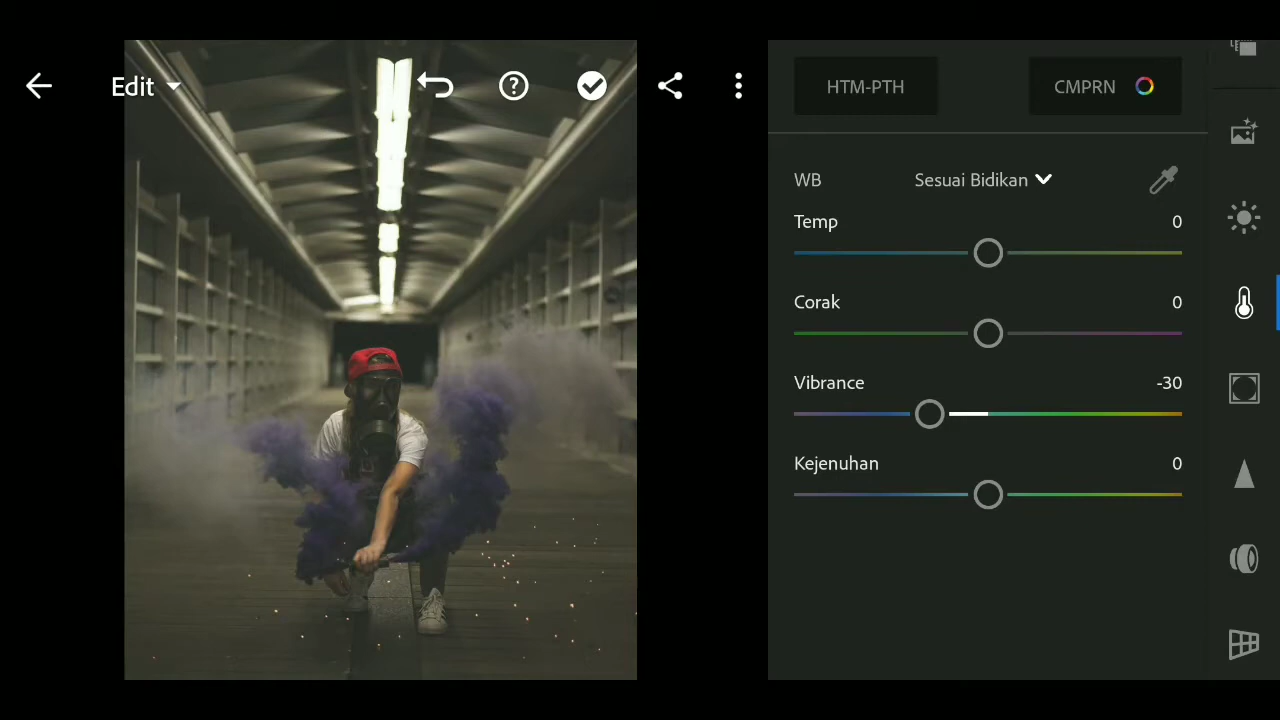 Edit
HTM-PTH
CMPRN
WB
Sesuai Bidikan
Temp
0
Corak
0
Vibrance
-30
Kejenuhan
0